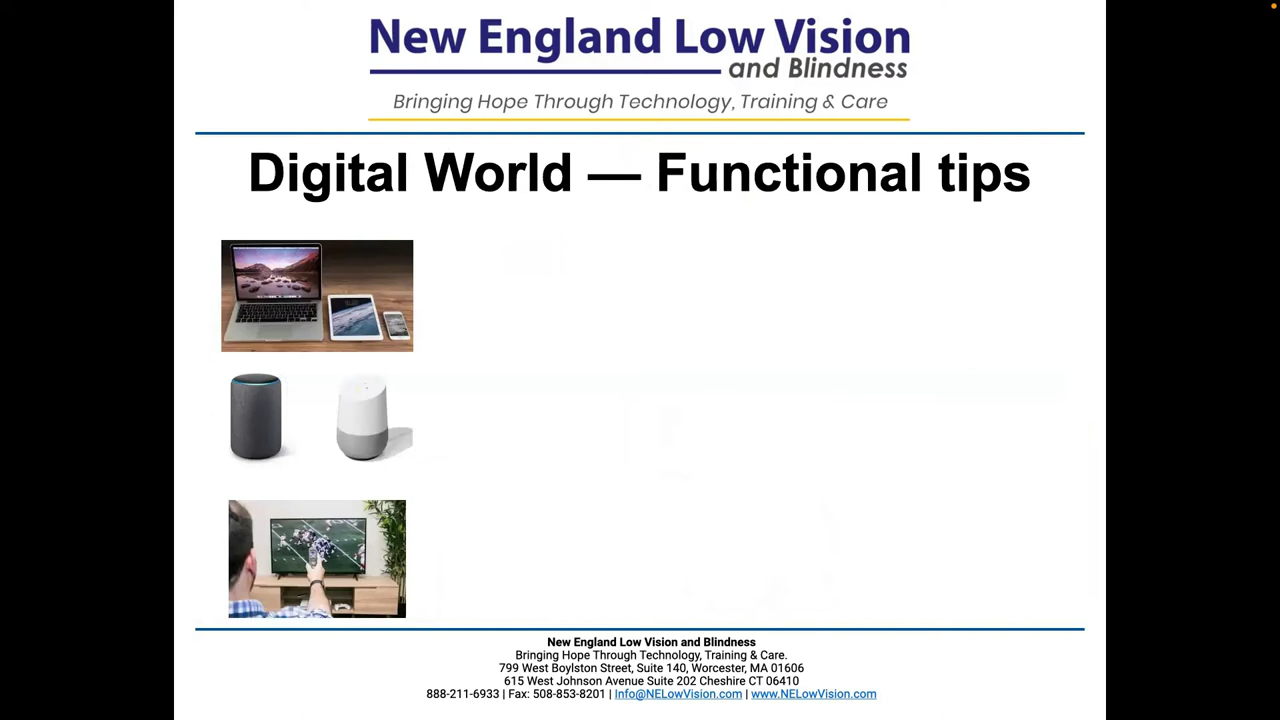 New England Low Vision
and Blindness
Bringing Hope Through Technology, Training & Care
Digital World — Functional tips
New England Low Vision and Blindness
Bringing Hope Through Technology, Training & Care.
799 West Boylston Street, Suite 140, Worcester, MA 01606
615 West Johnson Avenue Suite 202 Cheshire CT 06410
888-211-6933 | Fax: 508-853-8201 | Info@NELowVision.com | www.NELowVision.com